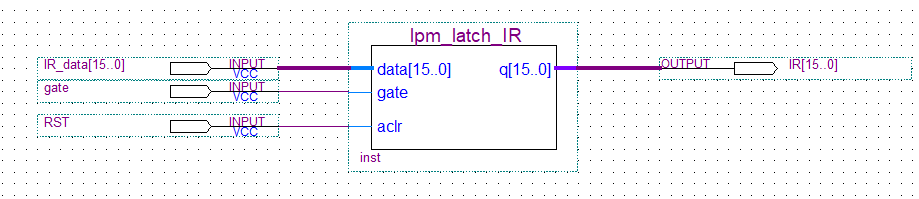 lpm_latch_IR
IR_data[15..0] INPUT VCC data[15..0] q[15..0] OUTPUT IR[15..0]
gate INPUT VCC gate
RST INPUT VCC aclr
inst